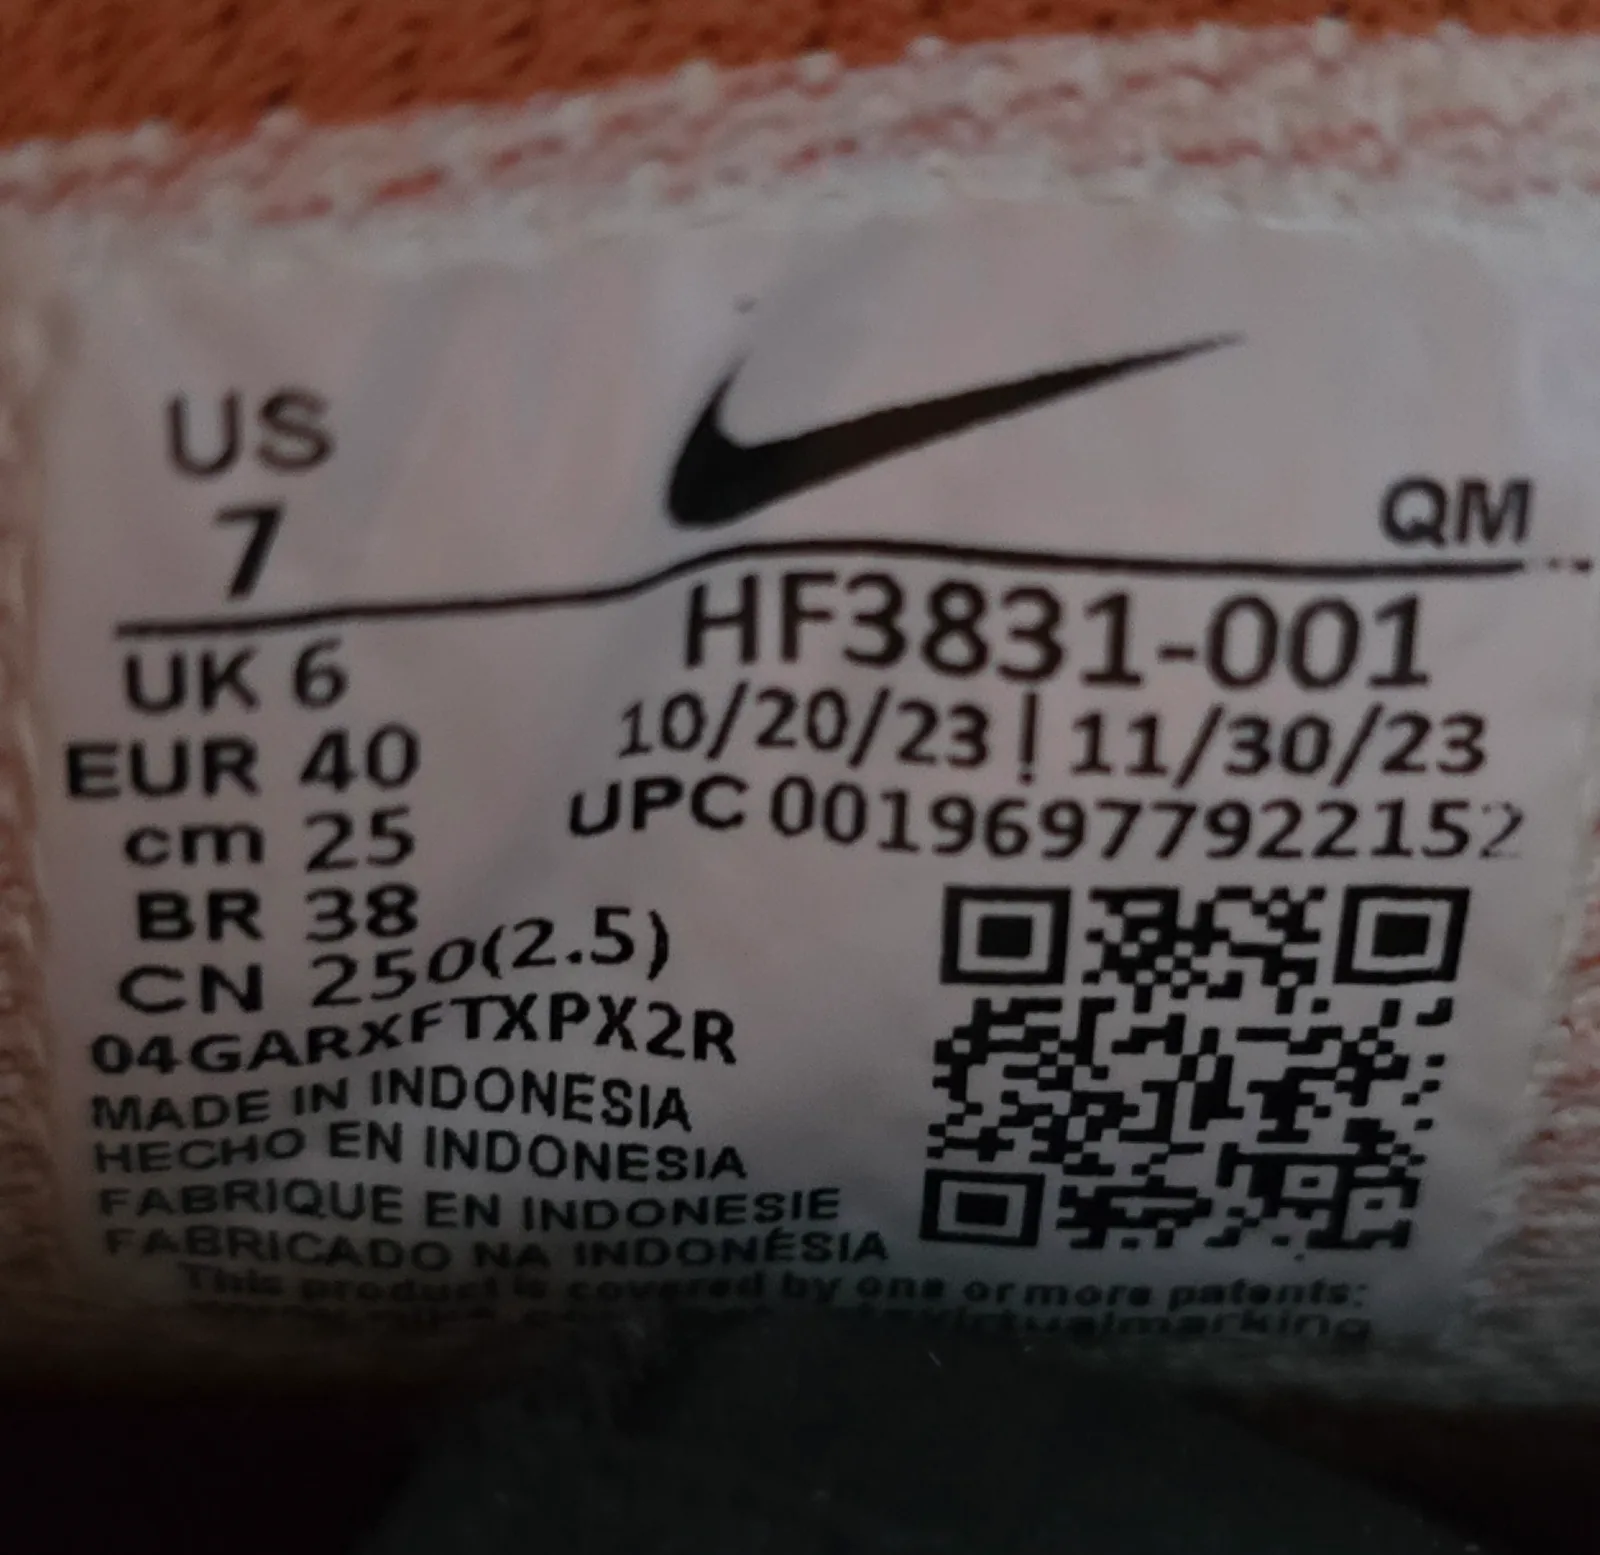 US
7
QM
UK 6
EUR 40
cm 25
BR 38
CN 250(2.5)
HF3831-001
10/20/23 | 11/30/23
UPC 00196977922152
04GARXFTXPX2R
MADE IN INDONESIA
HECHO EN INDONESIA
FABRIQUE EN INDONESIE
FABRICADO NA INDONÉSIA
This product is covered by one or more patents: